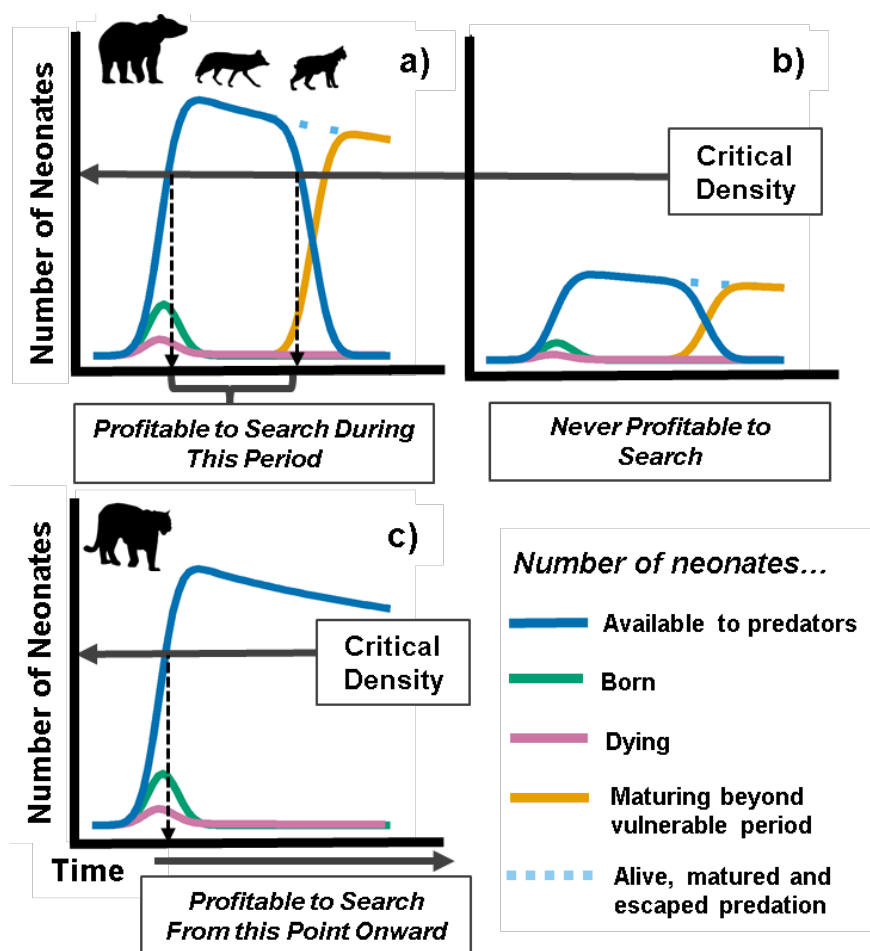 a)
b)
Number of Neonates
Critical
Density
Profitable to Search During
This Period
Never Profitable to
Search
c)
Number of Neonates
Critical
Density
Time
Profitable to Search
From this Point Onward
Number of neonates...
Available to predators
Born
Dying
Maturing beyond
vulnerable period
Alive, matured and
escaped predation